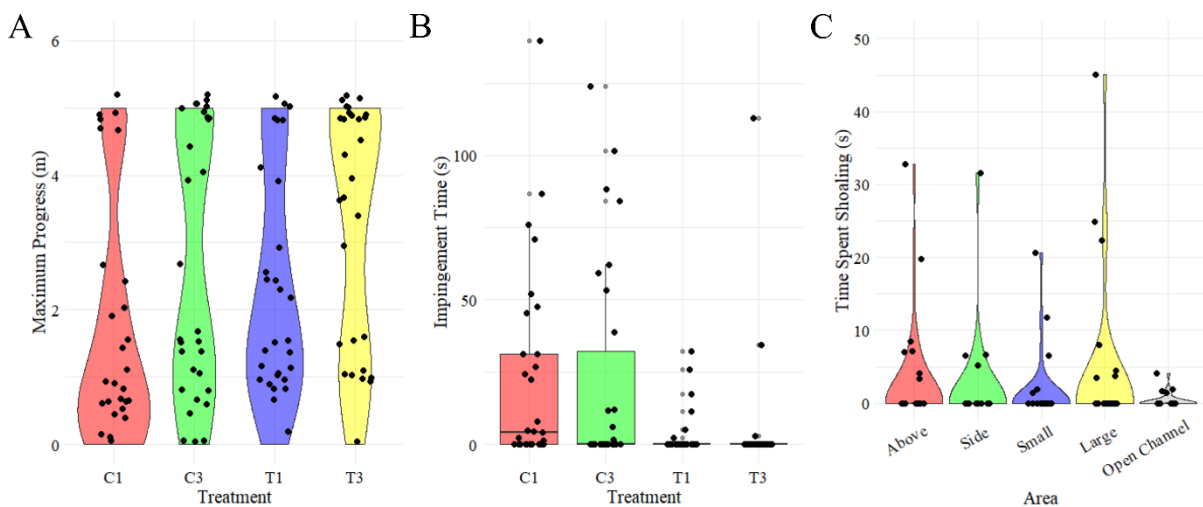 A
Maximum Progress (m)
6
4
2
0
C1 C3 T1 T3
Treatment
B
Impingement Time (s)
100
50
0
C1 C3 T1 T3
Treatment
C
Time Spent Shoaling (s)
50
40
30
20
10
0
Above Side Small Large Open Channel
Area